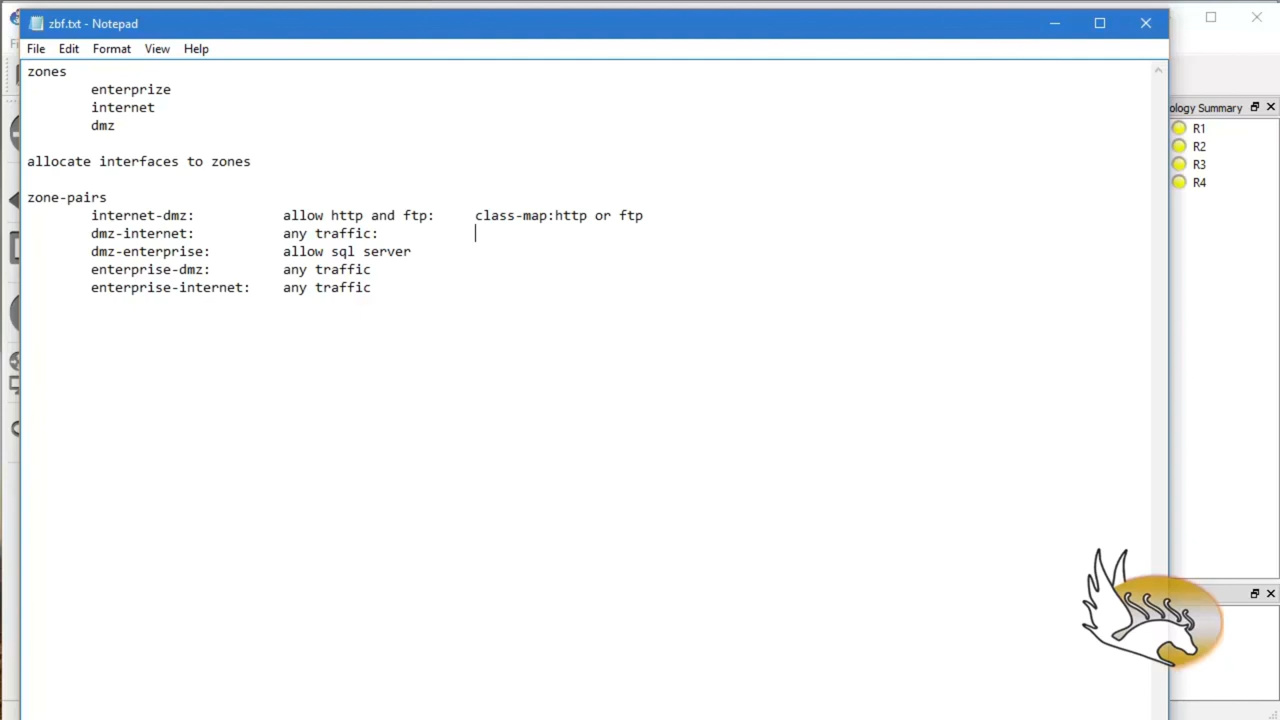 zbf.txt - Notepad
File Edit Format View Help
zones
enterprize
internet
dmz
allocate interfaces to zones
zone-pairs
internet-dmz: allow http and ftp: class-map:http or ftp
dmz-internet: any traffic:
dmz-enterprise: allow sql server
enterprise-dmz: any traffic
enterprise-internet: any traffic
ology Summary
R1
R2
R3
R4